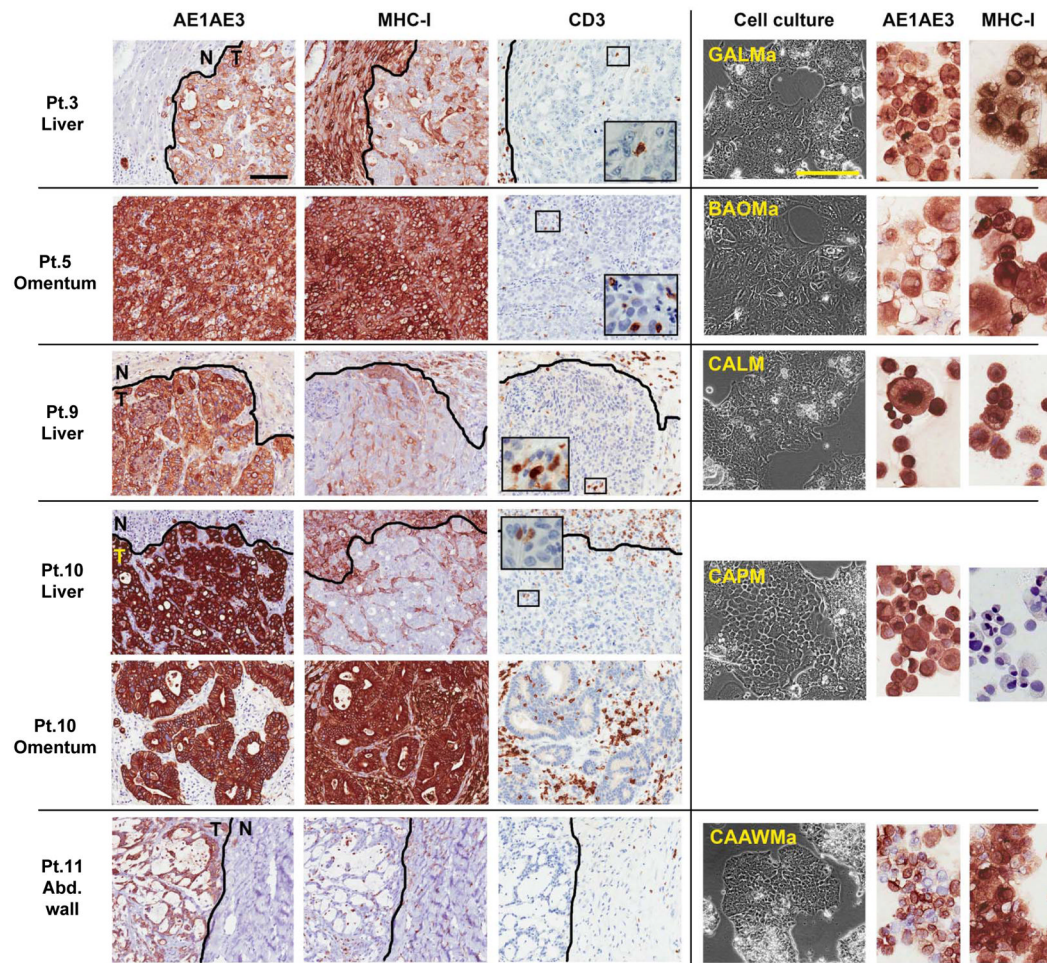 AE1AE3 MHC-I CD3 Cell culture AE1AE3 MHC-I
Pt.3
Liver
N T
GALMa
Pt.5
Omentum
BAOMa
Pt.9
Liver
N
T
CALM
Pt.10
Liver
N
T
CAPM
Pt.10
Omentum
Pt.11
Abd.
wall
T N
CAAWMa